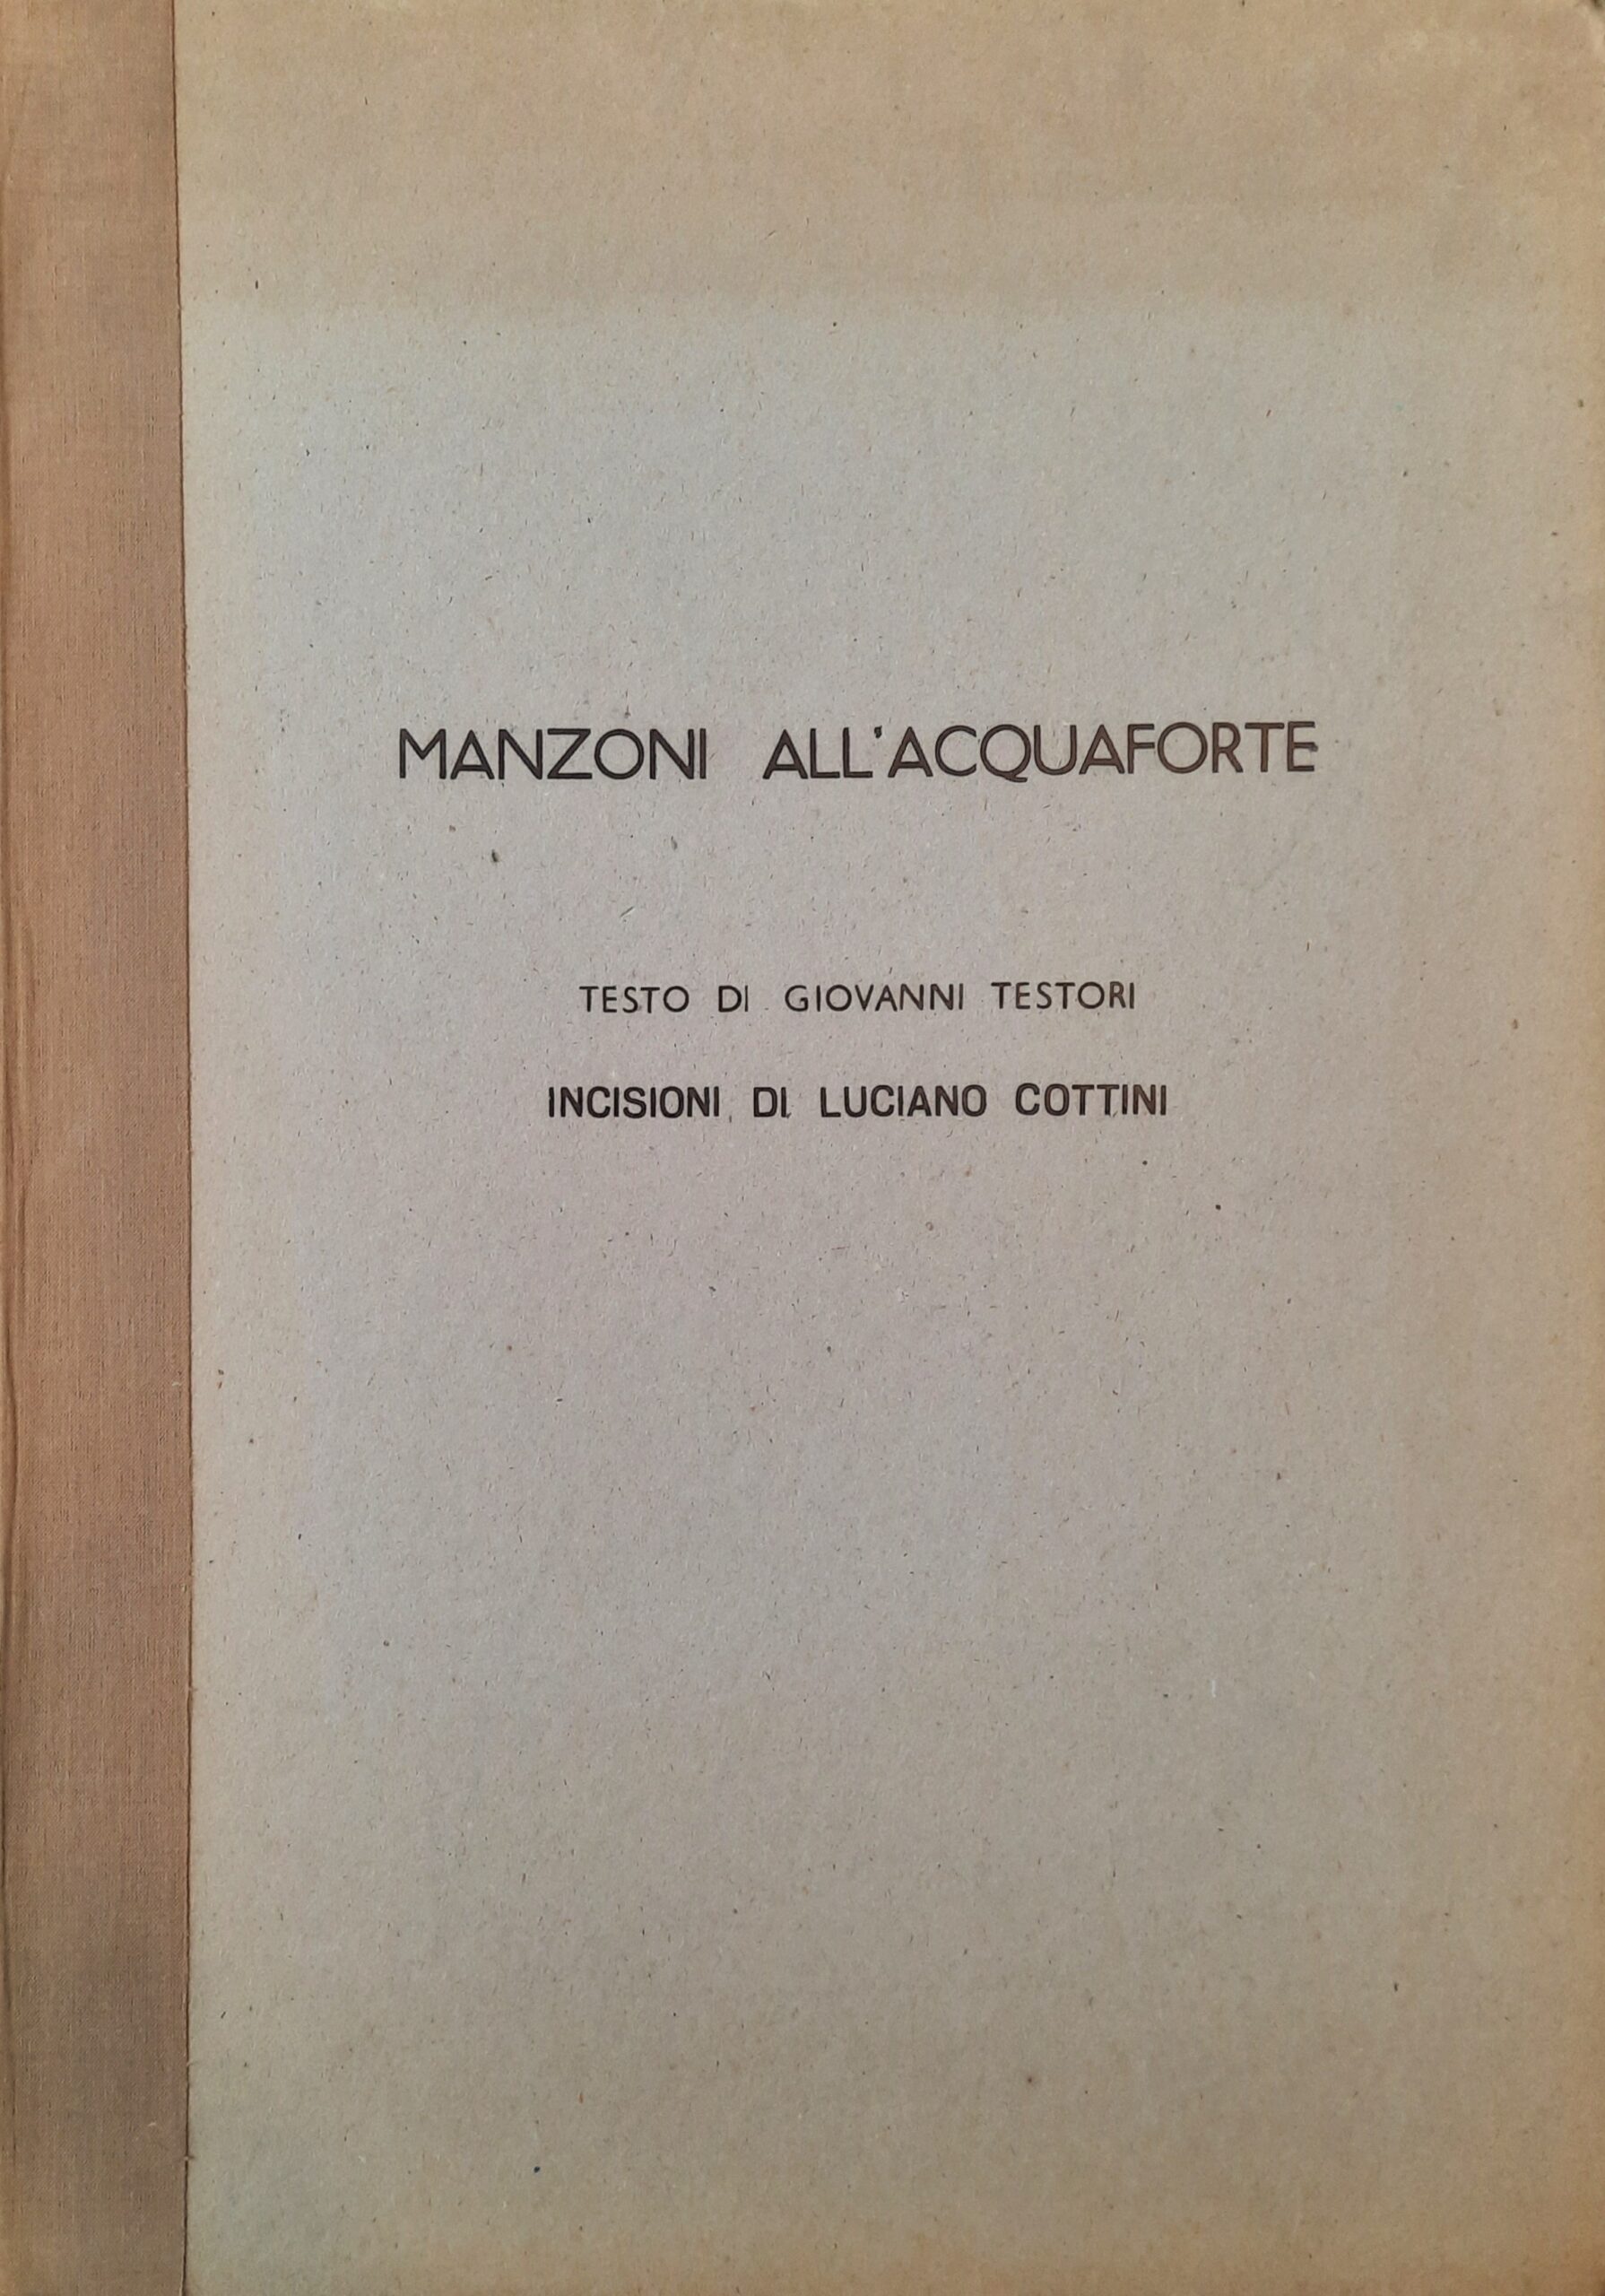 MANZONI ALL'ACQUAFORTE
TESTO DI GIOVANNI TESTORI
INCISIONI DI LUCIANO COTTINI